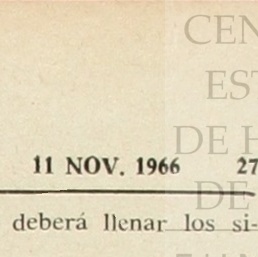 CEN
EST
DE H
11 NOV. 1966 27
DE
deberá llenar los si-